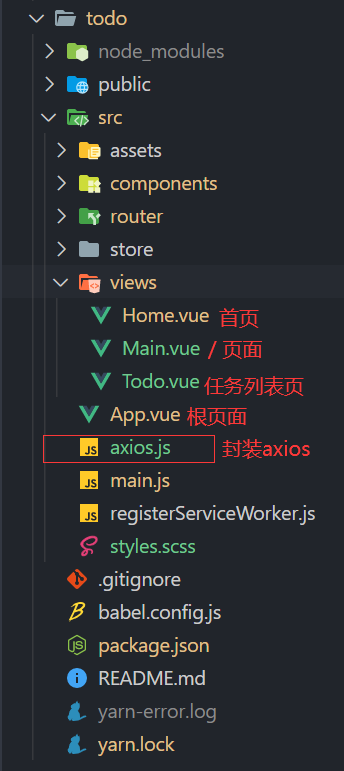 todo
node_modules
public
src
assets
components
router
store
views
Home.vue 首页
Main.vue / 页面
Todo.vue 任务列表页
App.vue 根页面
JS axios.js 封装axios
JS main.js
JS registerServiceWorker.js
styles.scss
.gitignore
babel.config.js
package.json
README.md
yarn-error.log
yarn.lock